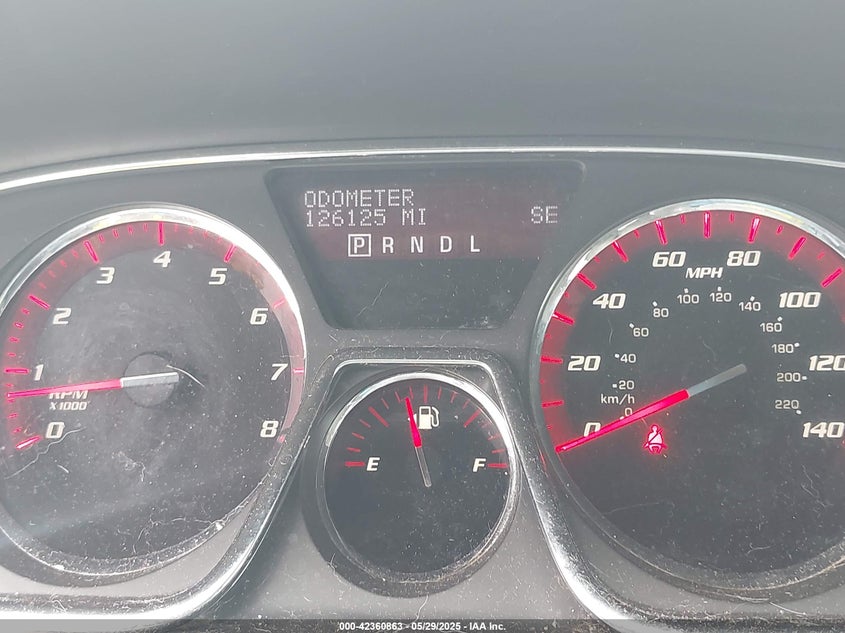 ODOMETER
126125 MI SE
P R N D L
0 1 2 3 4 5 6 7 8
RPM
X1000
E F
0 20 40 60 80 100 120 140
MPH
0 20 40 60 80 100 120 140 160 180 200 220
km/h
000-42360863 - 05/29/2025 - IAA Inc.